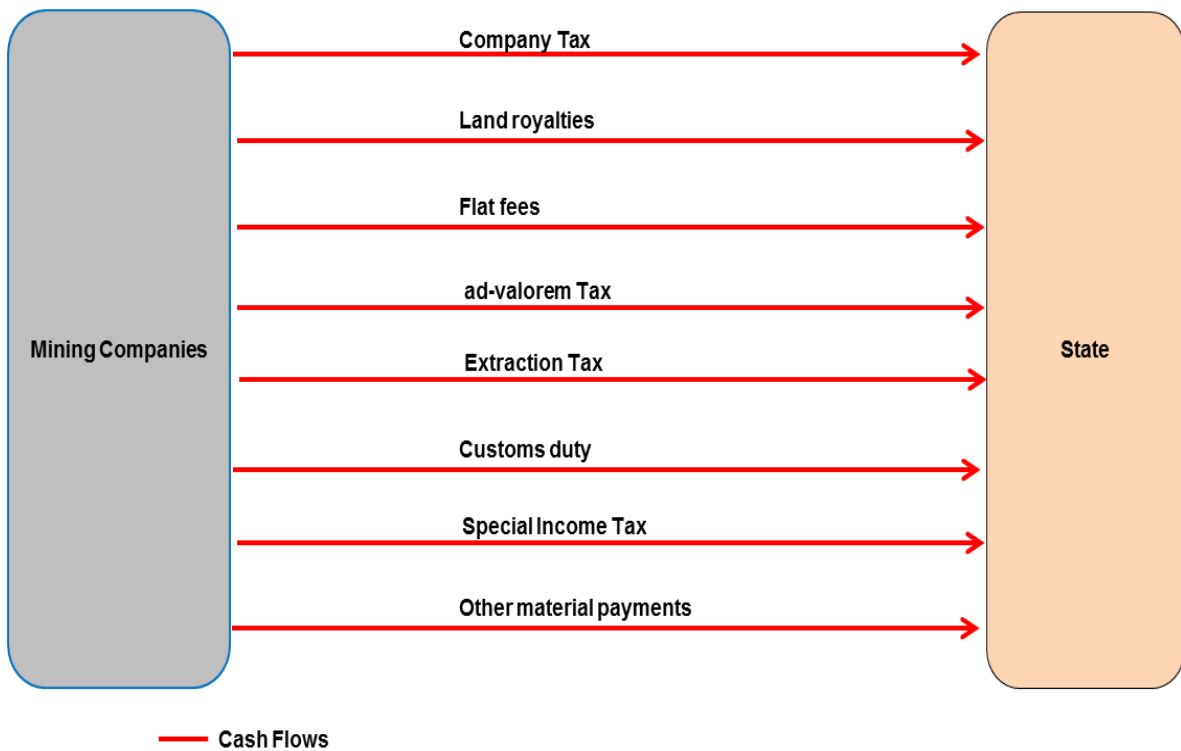 Company Tax
Land royalties
Flat fees
ad-valorem Tax
Mining Companies
State
Extraction Tax
Customs duty
Special Income Tax
Other material payments
Cash Flows